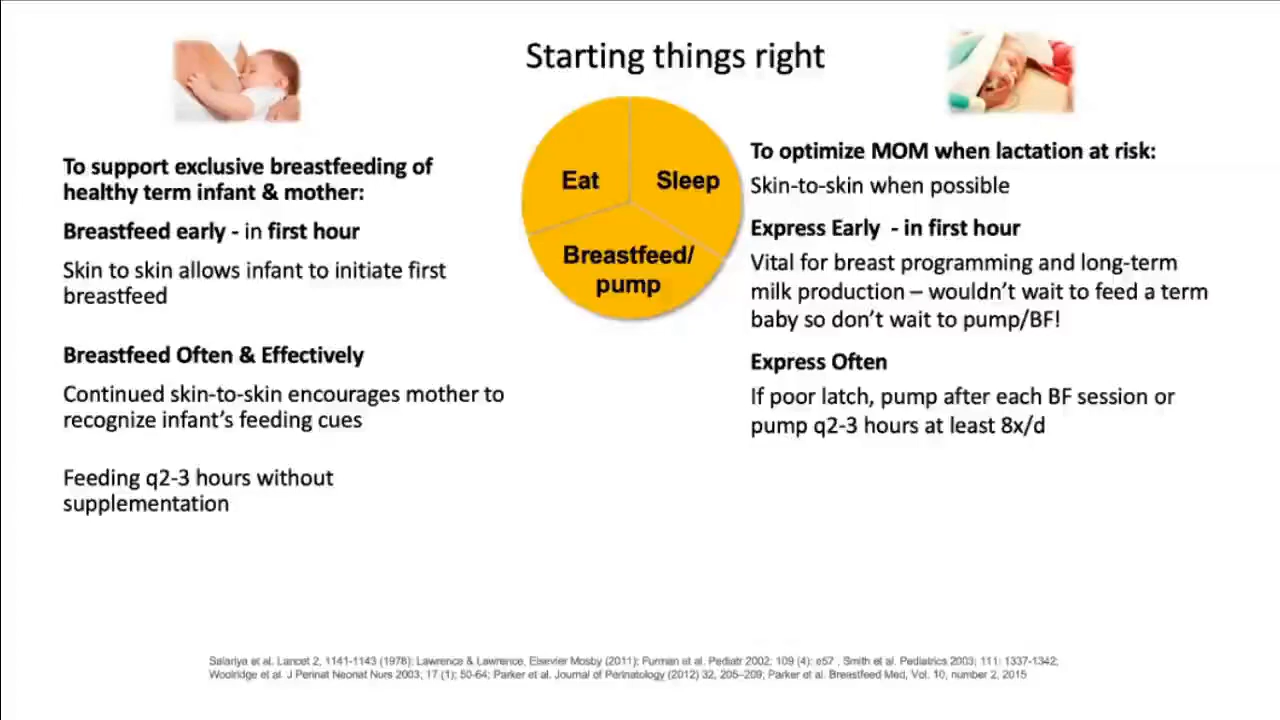 Starting things right
To support exclusive breastfeeding of
healthy term infant & mother:
Breastfeed early - in first hour
Skin to skin allows infant to initiate first
breastfeed
Breastfeed Often & Effectively
Continued skin-to-skin encourages mother to
recognize infant's feeding cues
Feeding q2-3 hours without
supplementation
Eat
Sleep
Breastfeed/
pump
To optimize MOM when lactation at risk:
Skin-to-skin when possible
Express Early - in first hour
Vital for breast programming and long-term
milk production – wouldn't wait to feed a term
baby so don't wait to pump/BF!
Express Often
If poor latch, pump after each BF session or
pump q2-3 hours at least 8x/d
Salariya et al. Lancet 2, 1141-1143 (1978); Lawrence & Lawrence, Elsevier Mosby (2011); Furman et al. Pediatr 2002; 109 (4): e57 , Smith et al. Pediatrics 2003; 111: 1337-1342;
Woolridge et al. J Perinat Neonat Nurs 2003; 17 (1); 50-64; Parker et al. Journal of Perinatology (2012) 32, 205–209; Parker et al. Breastfeed Med, Vol. 10, number 2, 2015